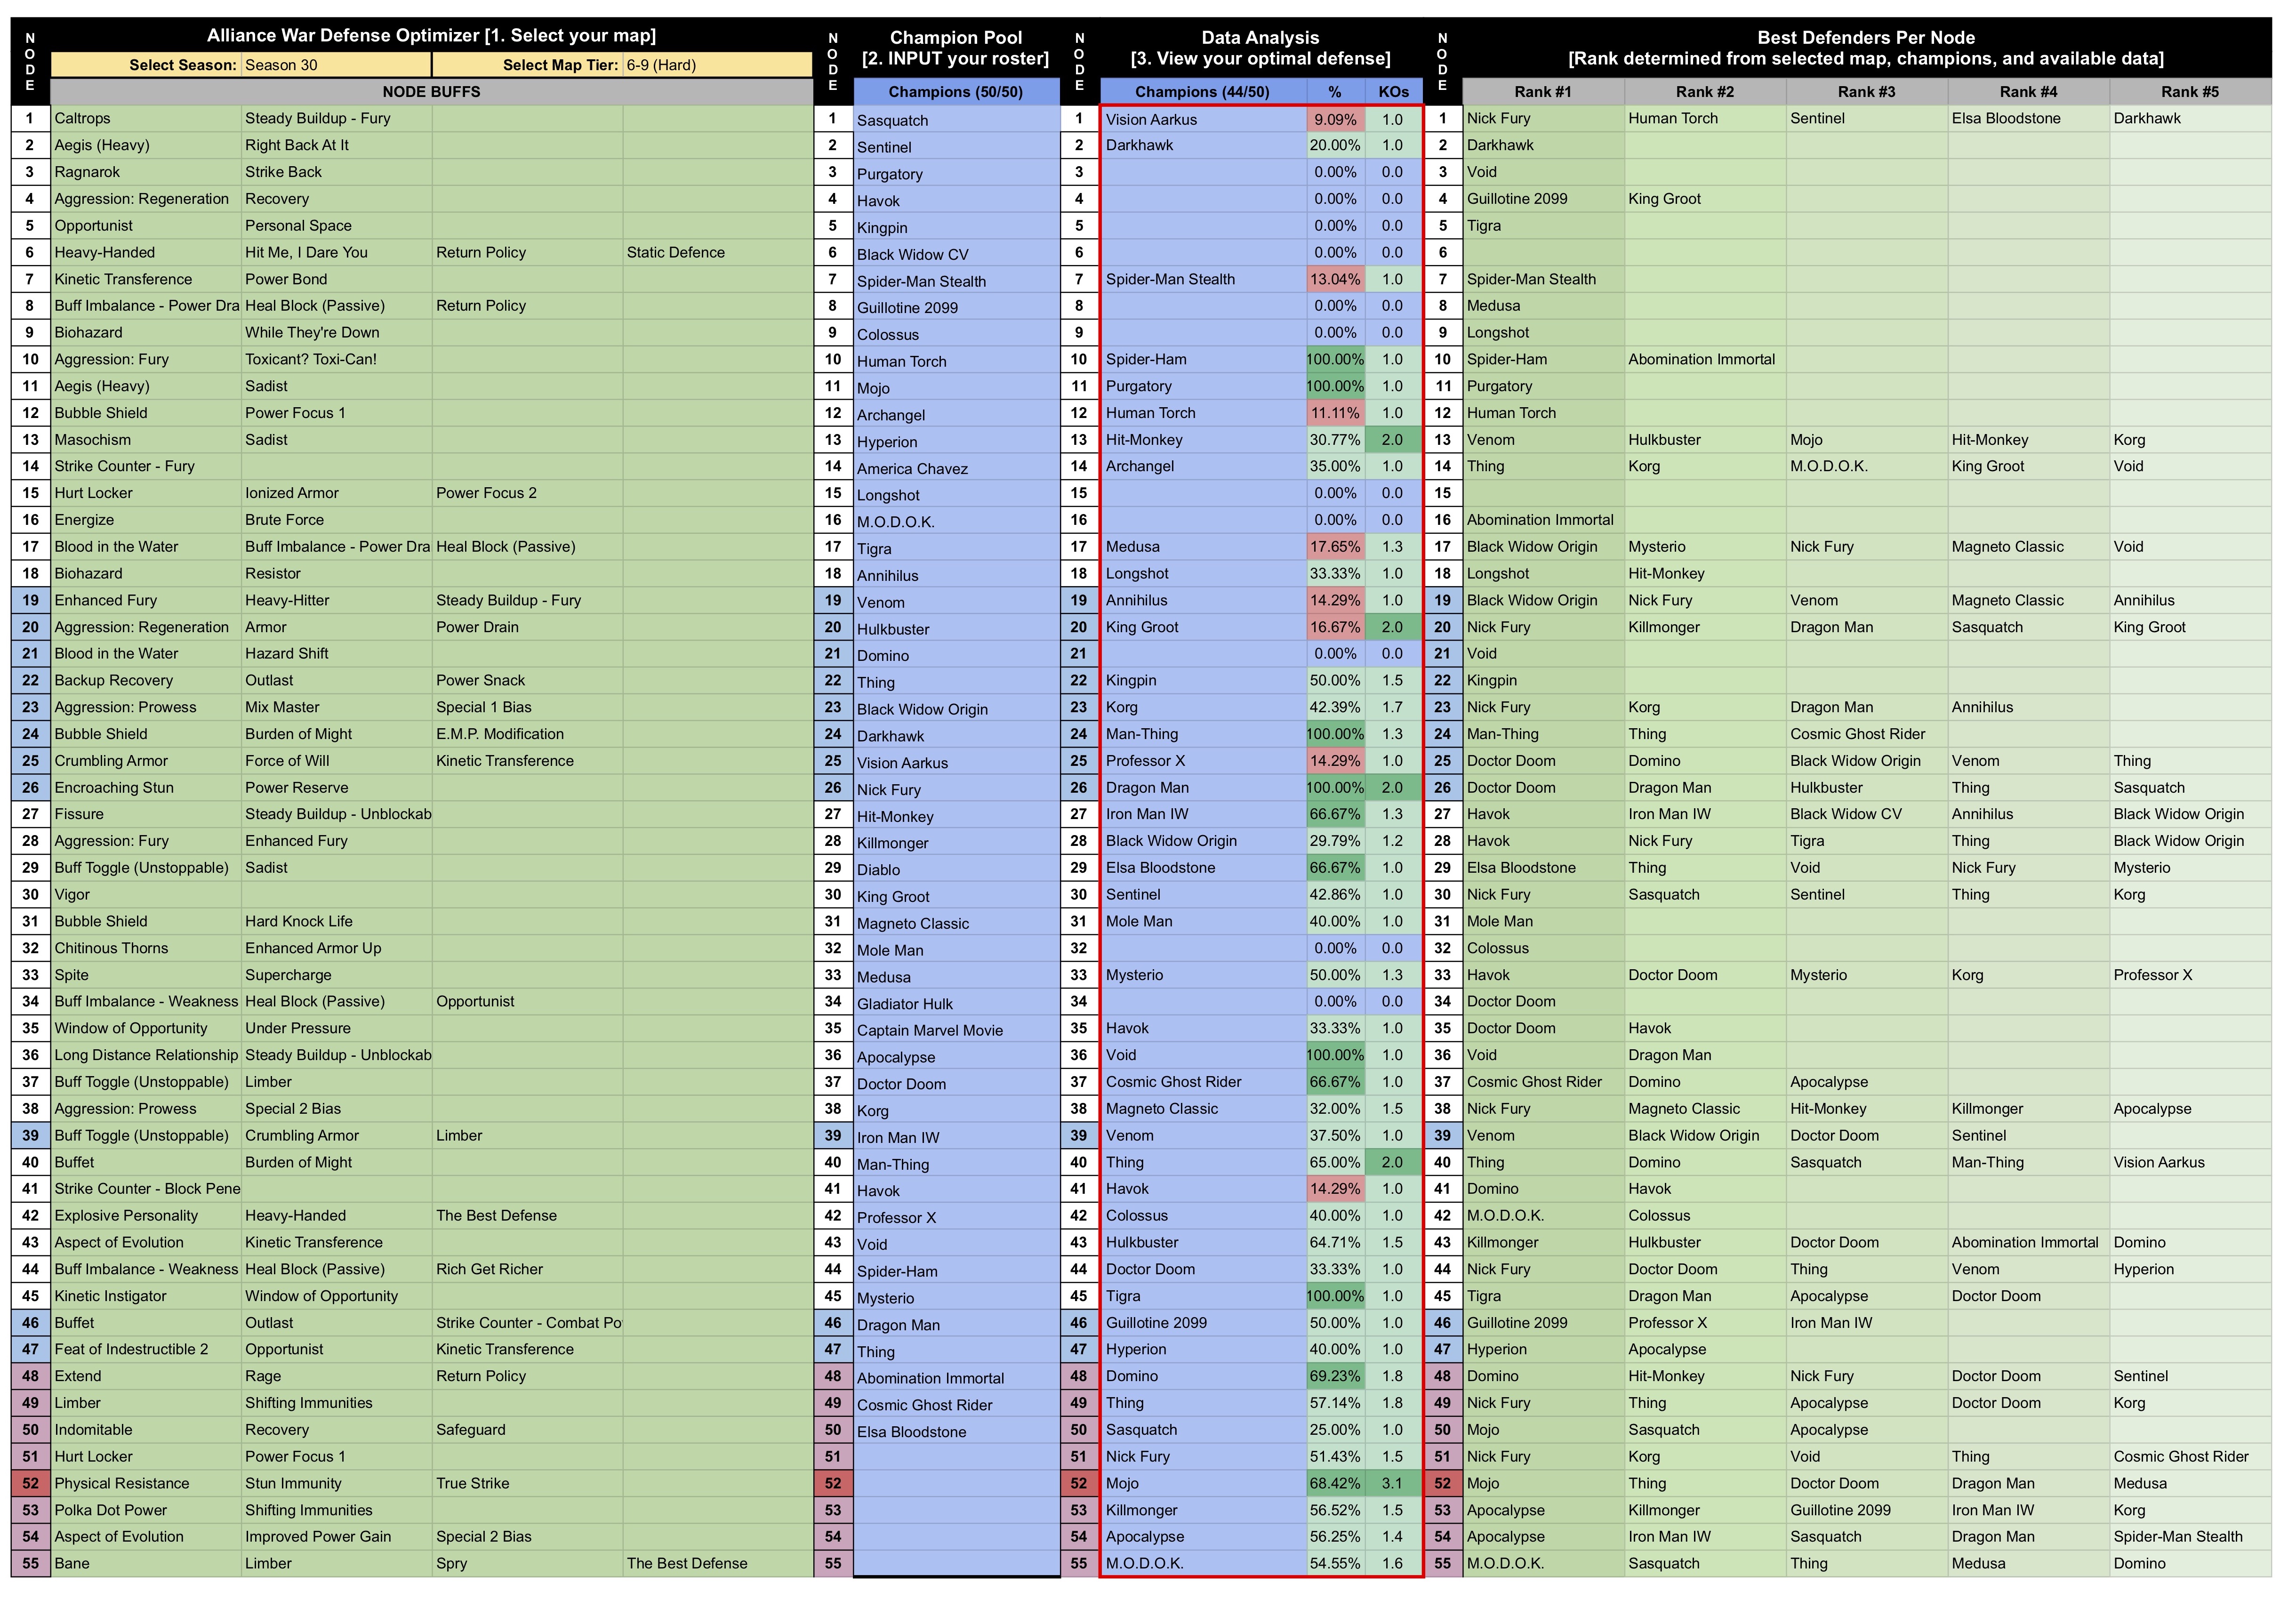 NODE Alliance War Defense Optimizer [1. Select your map] NODE Champion Pool NODE Data Analysis NODE Best Defenders Per Node
[2. INPUT your roster] [3. View your optimal defense] [Rank determined from selected map, champions, and available data]
Select Season: Season 30 Select Map Tier: 6-9 (Hard)
NODE BUFFS Champions (50/50) Champions (44/50) % KOs Rank #1 Rank #2 Rank #3 Rank #4 Rank #5
1 Caltrops Steady Buildup - Fury 1 Sasquatch 1 Vision Aarkus 9.09% 1.0 1 Nick Fury Human Torch Sentinel Elsa Bloodstone Darkhawk
2 Aegis (Heavy) Right Back At It 2 Sentinel 2 Darkhawk 20.00% 1.0 2 Darkhawk
3 Ragnarok Strike Back 3 Purgatory 3 0.00% 0.0 3 Void
4 Aggression: Regeneration Recovery 4 Havok 4 0.00% 0.0 4 Guillotine 2099 King Groot
5 Opportunist Personal Space 5 Kingpin 5 0.00% 0.0 5 Tigra
6 Heavy-Handed Hit Me, I Dare You Return Policy Static Defence 6 Black Widow CV 6 0.00% 0.0 6
7 Kinetic Transference Power Bond 7 Spider-Man Stealth 7 Spider-Man Stealth 13.04% 1.0 7 Spider-Man Stealth
8 Buff Imbalance - Power Dra Heal Block (Passive) Return Policy 8 Guillotine 2099 8 0.00% 0.0 8 Medusa
9 Biohazard While They're Down 9 Colossus 9 0.00% 0.0 9 Longshot
10 Aggression: Fury Toxicant? Toxi-Can! 10 Human Torch 10 Spider-Ham 100.00% 1.0 10 Spider-Ham Abomination Immortal
11 Aegis (Heavy) Sadist 11 Mojo 11 Purgatory 100.00% 1.0 11 Purgatory
12 Bubble Shield Power Focus 1 12 Archangel 12 Human Torch 11.11% 1.0 12 Human Torch
13 Masochism Sadist 13 Hyperion 13 Hit-Monkey 30.77% 2.0 13 Venom Hulkbuster Mojo Hit-Monkey Korg
14 Strike Counter - Fury 14 America Chavez 14 Archangel 35.00% 1.0 14 Thing Korg M.O.D.O.K. King Groot Void
15 Hurt Locker Ionized Armor Power Focus 2 15 Longshot 15 0.00% 0.0 15
16 Energize Brute Force 16 M.O.D.O.K. 16 0.00% 0.0 16 Abomination Immortal
17 Blood in the Water Buff Imbalance - Power Dra Heal Block (Passive) 17 Tigra 17 Medusa 17.65% 1.3 17 Black Widow Origin Mysterio Nick Fury Magneto Classic Void
18 Biohazard Resistor 18 Annihilus 18 Longshot 33.33% 1.0 18 Longshot Hit-Monkey
19 Enhanced Fury Heavy-Hitter Steady Buildup - Fury 19 Venom 19 Annihilus 14.29% 1.0 19 Black Widow Origin Nick Fury Venom Magneto Classic Annihilus
20 Aggression: Regeneration Armor Power Drain 20 Hulkbuster 20 King Groot 16.67% 2.0 20 Nick Fury Killmonger Dragon Man Sasquatch King Groot
21 Blood in the Water Hazard Shift 21 Domino 21 0.00% 0.0 21 Void
22 Backup Recovery Outlast Power Snack 22 Thing 22 Kingpin 50.00% 1.5 22 Kingpin
23 Aggression: Prowess Mix Master Special 1 Bias 23 Black Widow Origin 23 Korg 42.39% 1.7 23 Nick Fury Korg Dragon Man Annihilus
24 Bubble Shield Burden of Might E.M.P. Modification 24 Darkhawk 24 Man-Thing 100.00% 1.3 24 Man-Thing Thing Cosmic Ghost Rider
25 Crumbling Armor Force of Will Kinetic Transference 25 Vision Aarkus 25 Professor X 14.29% 1.0 25 Doctor Doom Domino Black Widow Origin Venom Thing
26 Encroaching Stun Power Reserve 26 Nick Fury 26 Dragon Man 100.00% 2.0 26 Doctor Doom Dragon Man Hulkbuster Thing Sasquatch
27 Fissure Steady Buildup - Unblockab 27 Hit-Monkey 27 Iron Man IW 66.67% 1.3 27 Havok Iron Man IW Black Widow CV Annihilus Black Widow Origin
28 Aggression: Fury Enhanced Fury 28 Killmonger 28 Black Widow Origin 29.79% 1.2 28 Havok Nick Fury Tigra Thing Black Widow Origin
29 Buff Toggle (Unstoppable) Sadist 29 Diablo 29 Elsa Bloodstone 66.67% 1.0 29 Elsa Bloodstone Thing Void Nick Fury Mysterio
30 Vigor 30 King Groot 30 Sentinel 42.86% 1.0 30 Nick Fury Sasquatch Sentinel Thing Korg
31 Bubble Shield Hard Knock Life 31 Magneto Classic 31 Mole Man 40.00% 1.0 31 Mole Man
32 Chitinous Thorns Enhanced Armor Up 32 Mole Man 32 0.00% 0.0 32 Colossus
33 Spite Supercharge 33 Medusa 33 Mysterio 50.00% 1.3 33 Havok Doctor Doom Mysterio Korg Professor X
34 Buff Imbalance - Weakness Heal Block (Passive) Opportunist 34 Gladiator Hulk 34 0.00% 0.0 34 Doctor Doom
35 Window of Opportunity Under Pressure 35 Captain Marvel Movie 35 Havok 33.33% 1.0 35 Doctor Doom Havok
36 Long Distance Relationship Steady Buildup - Unblockab 36 Apocalypse 36 Void 100.00% 1.0 36 Void Dragon Man
37 Buff Toggle (Unstoppable) Limber 37 Doctor Doom 37 Cosmic Ghost Rider 66.67% 1.0 37 Cosmic Ghost Rider Domino Apocalypse
38 Aggression: Prowess Special 2 Bias 38 Korg 38 Magneto Classic 32.00% 1.5 38 Nick Fury Magneto Classic Hit-Monkey Killmonger Apocalypse
39 Buff Toggle (Unstoppable) Crumbling Armor Limber 39 Iron Man IW 39 Venom 37.50% 1.0 39 Venom Black Widow Origin Doctor Doom Sentinel
40 Buffet Burden of Might 40 Man-Thing 40 Thing 65.00% 2.0 40 Thing Domino Sasquatch Man-Thing Vision Aarkus
41 Strike Counter - Block Pene 41 Havok 41 Havok 14.29% 1.0 41 Domino Havok
42 Explosive Personality Heavy-Handed The Best Defense 42 Professor X 42 Colossus 40.00% 1.0 42 M.O.D.O.K. Colossus
43 Aspect of Evolution Kinetic Transference 43 Void 43 Hulkbuster 64.71% 1.5 43 Killmonger Hulkbuster Doctor Doom Abomination Immortal Domino
44 Buff Imbalance - Weakness Heal Block (Passive) Rich Get Richer 44 Spider-Ham 44 Doctor Doom 33.33% 1.0 44 Nick Fury Doctor Doom Thing Venom Hyperion
45 Kinetic Instigator Window of Opportunity 45 Mysterio 45 Tigra 100.00% 1.0 45 Tigra Dragon Man Apocalypse Doctor Doom
46 Buffet Outlast Strike Counter - Combat Po 46 Dragon Man 46 Guillotine 2099 50.00% 1.0 46 Guillotine 2099 Professor X Iron Man IW
47 Feat of Indestructible 2 Opportunist Kinetic Transference 47 Thing 47 Hyperion 40.00% 1.0 47 Hyperion Apocalypse
48 Extend Rage Return Policy 48 Abomination Immortal 48 Domino 69.23% 1.8 48 Domino Hit-Monkey Nick Fury Doctor Doom Sentinel
49 Limber Shifting Immunities 49 Cosmic Ghost Rider 49 Thing 57.14% 1.8 49 Nick Fury Thing Apocalypse Doctor Doom Korg
50 Indomitable Recovery Safeguard 50 Elsa Bloodstone 50 Sasquatch 25.00% 1.0 50 Mojo Sasquatch Apocalypse
51 Hurt Locker Power Focus 1 51 51 Nick Fury 51.43% 1.5 51 Nick Fury Korg Void Thing Cosmic Ghost Rider
52 Physical Resistance Stun Immunity True Strike 52 52 Mojo 68.42% 3.1 52 Mojo Thing Doctor Doom Dragon Man Medusa
53 Polka Dot Power Shifting Immunities 53 53 Killmonger 56.52% 1.5 53 Apocalypse Killmonger Guillotine 2099 Iron Man IW Korg
54 Aspect of Evolution Improved Power Gain Special 2 Bias 54 54 Apocalypse 56.25% 1.4 54 Apocalypse Iron Man IW Sasquatch Dragon Man Spider-Man Stealth
55 Bane Limber Spry The Best Defense 55 55 M.O.D.O.K. 54.55% 1.6 55 M.O.D.O.K. Sasquatch Thing Medusa Domino